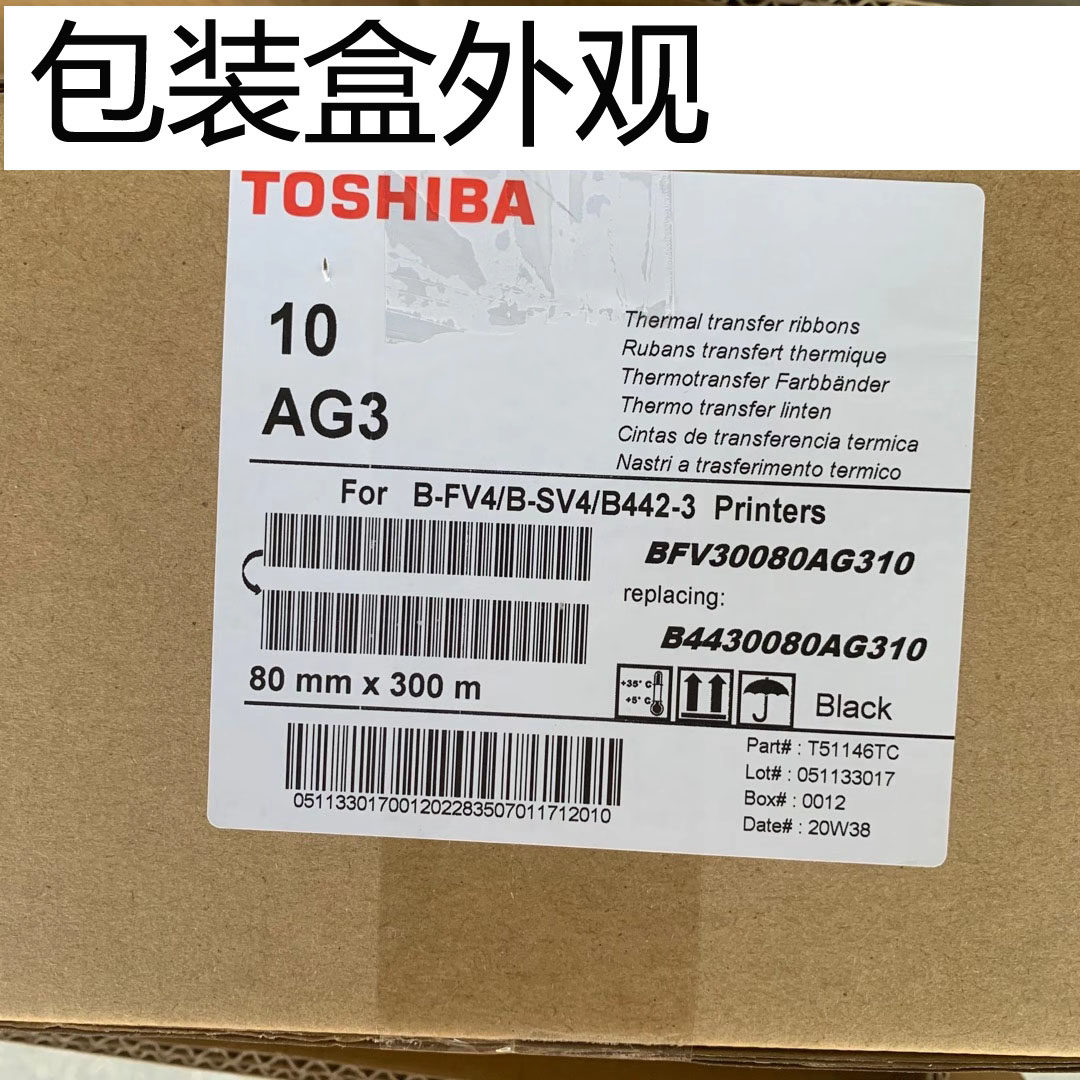 包装盒外观
TOSHIBA
10
AG3
Thermal transfer ribbons
Rubans transfert thermique
Thermotransfer Farbbänder
Thermo transfer linten
Cintas de transferencia termica
Nastri a trasferimento termico
For B-FV4/B-SV4/B442-3 Printers
BFV30080AG310
replacing:
B4430080AG310
80 mm x 300 m
+35° C
+5° C
Black
051133017001202283507011712010
Part# : T51146TC
Lot# : 051133017
Box# : 0012
Date# : 20W38